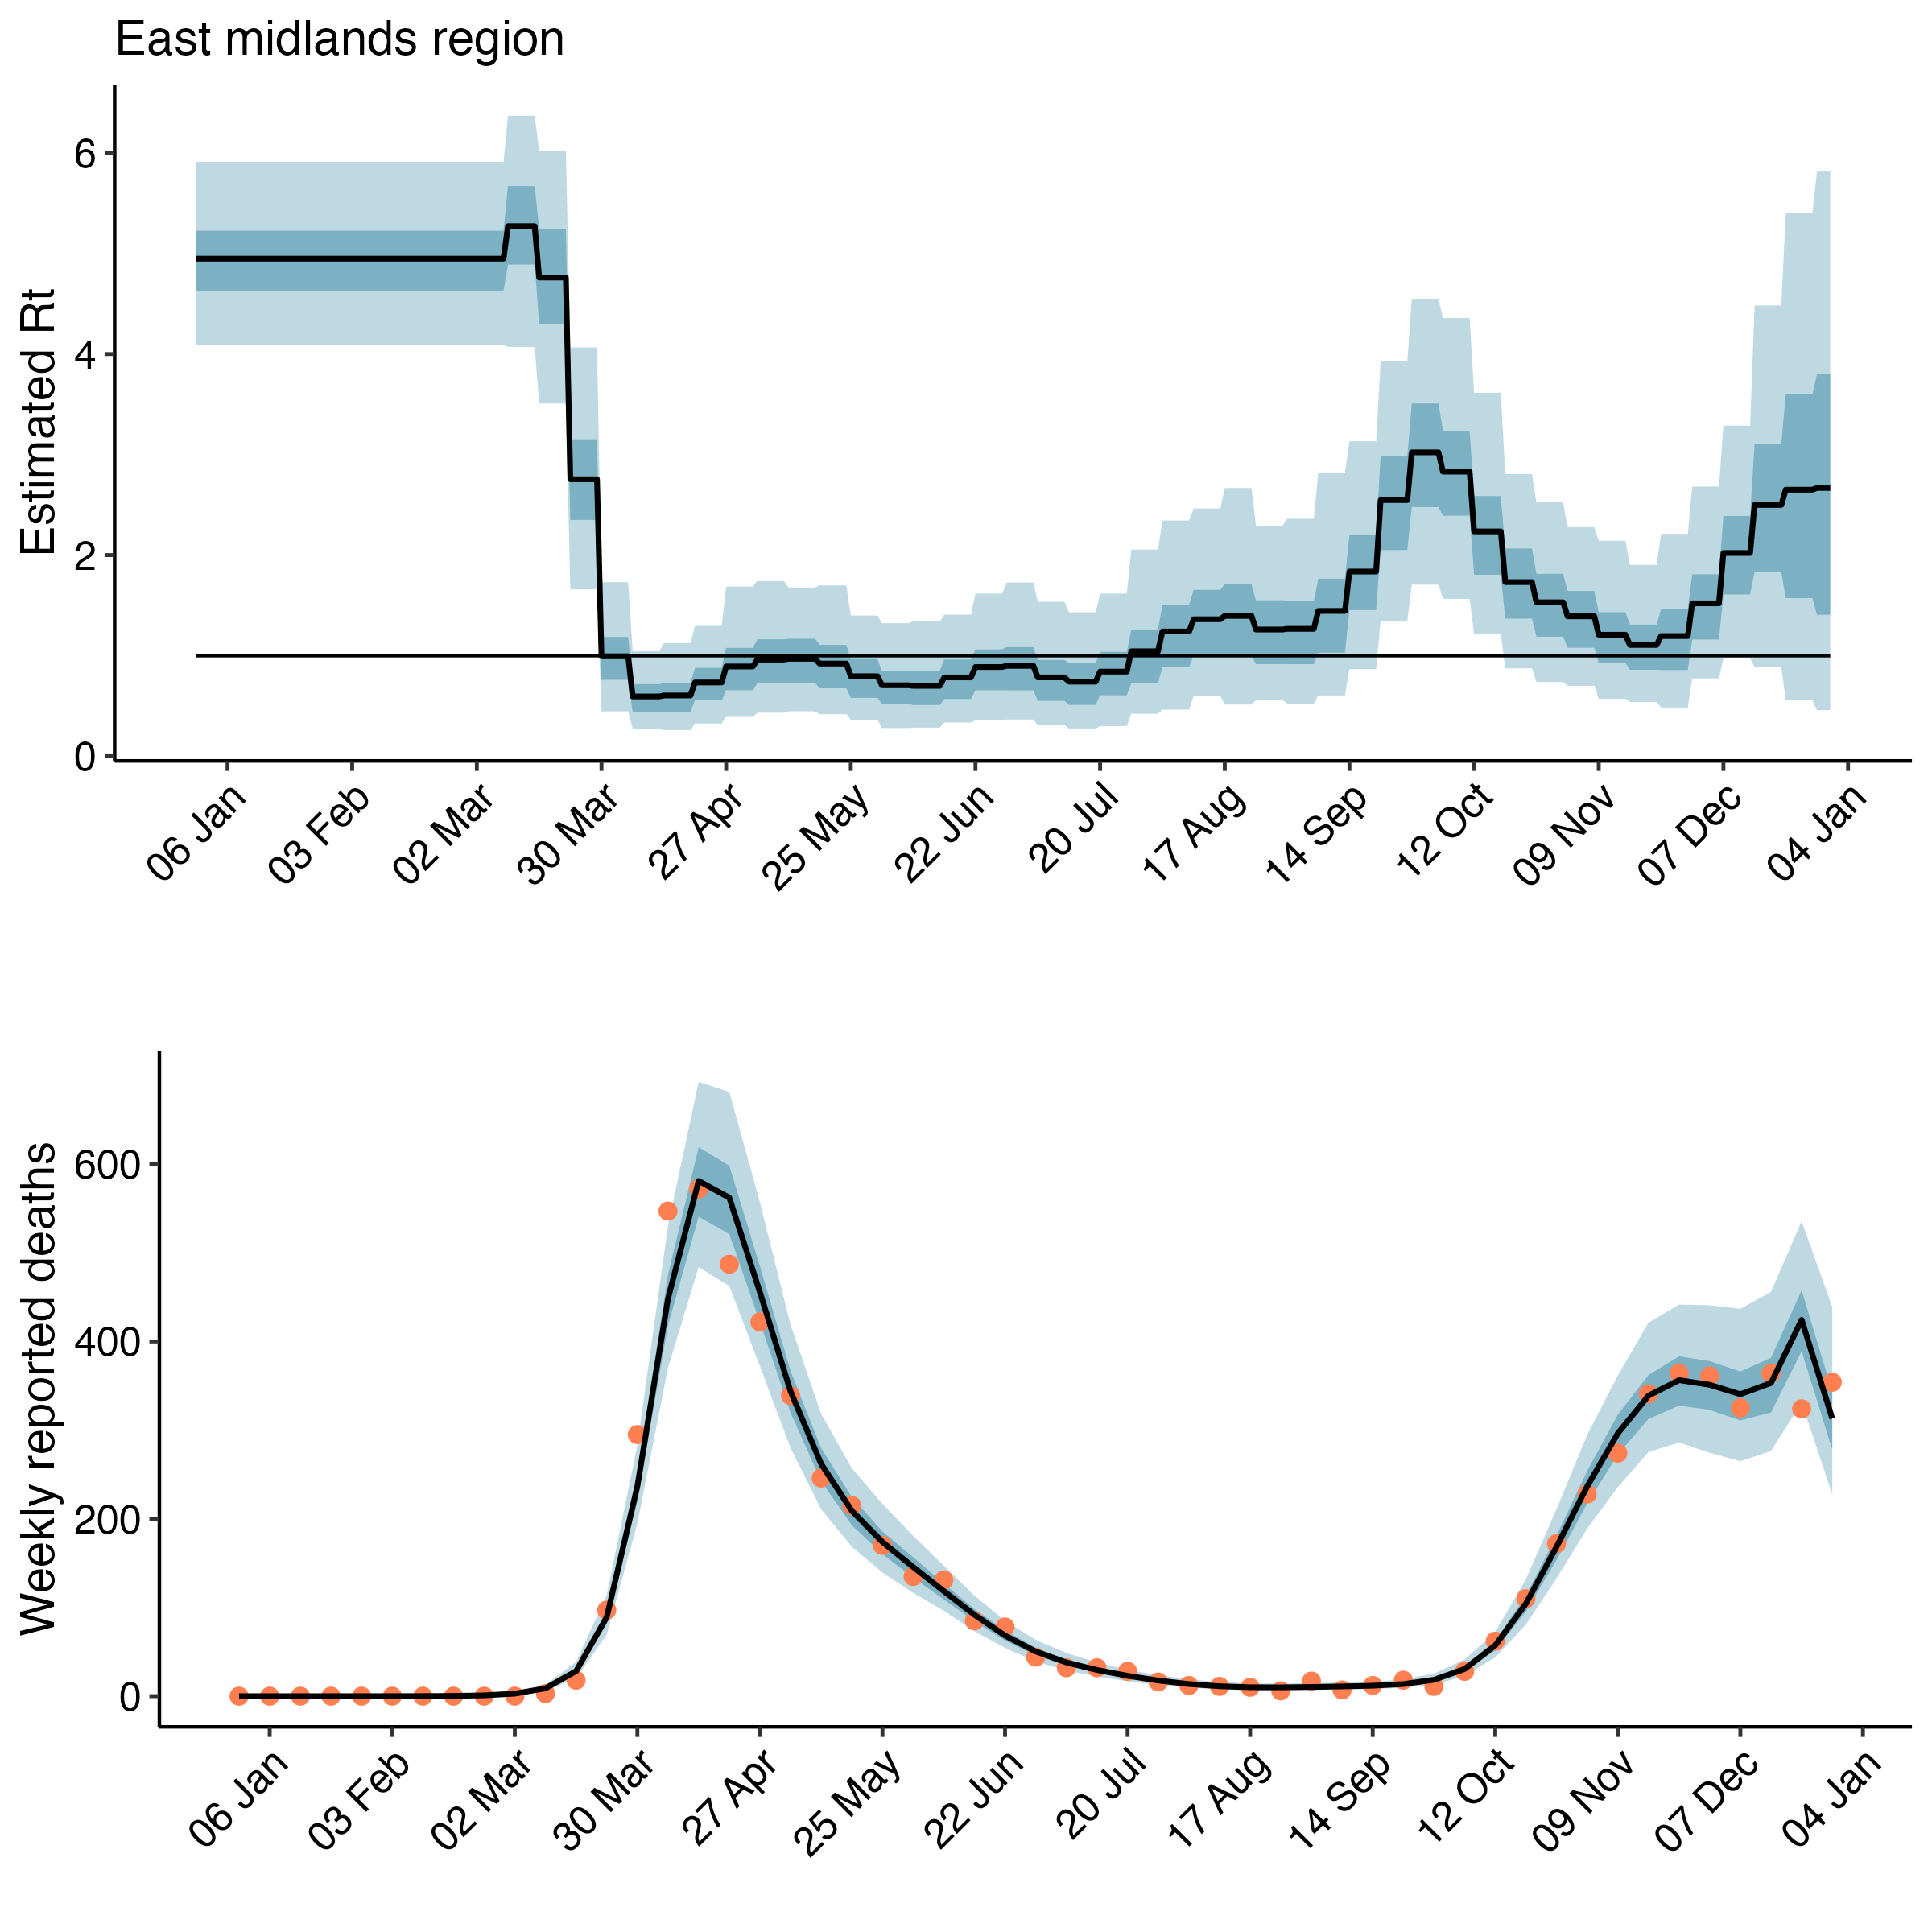 East midlands region
Estimated Rt
6
4
2
0
06 Jan
03 Feb
02 Mar
30 Mar
27 Apr
25 May
22 Jun
20 Jul
17 Aug
14 Sep
12 Oct
09 Nov
07 Dec
04 Jan
Weekly reported deaths
600
400
200
0
06 Jan
03 Feb
02 Mar
30 Mar
27 Apr
25 May
22 Jun
20 Jul
17 Aug
14 Sep
12 Oct
09 Nov
07 Dec
04 Jan